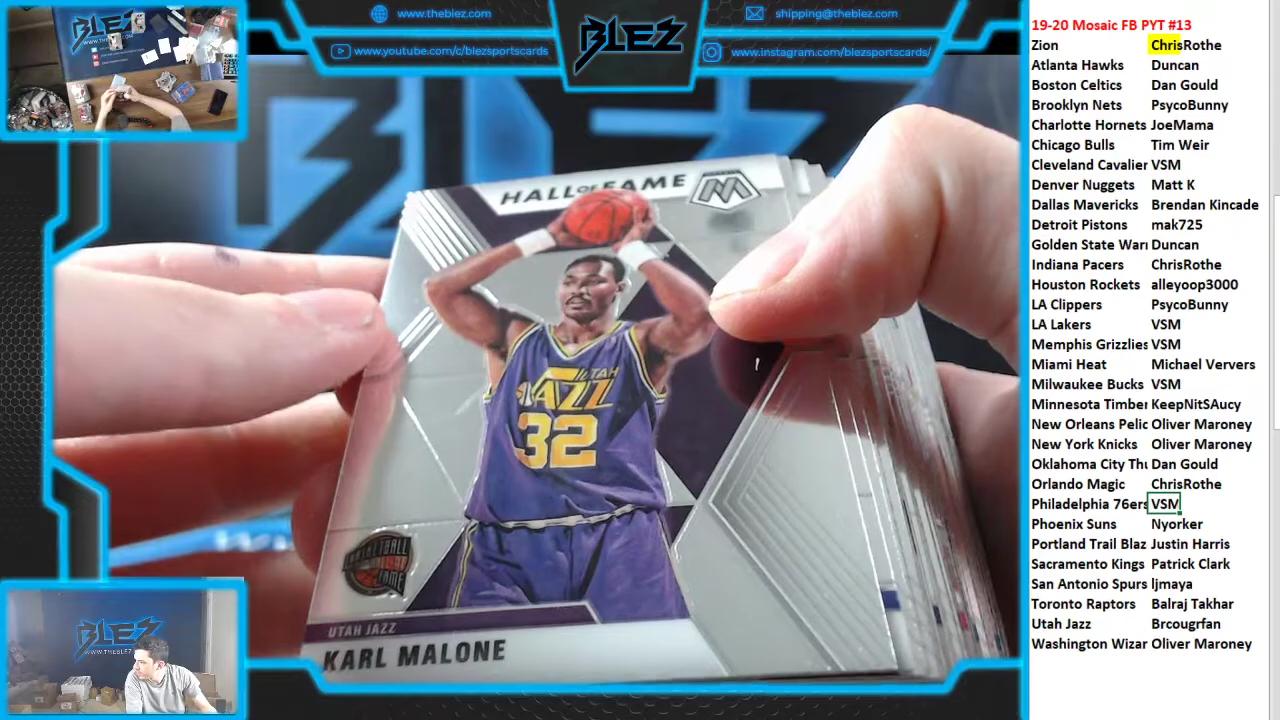 www.theblez.com
www.youtube.com/c/blezsportscards
BLEZ
shipping@theblez.com
www.instagram.com/blezsportscards/
HALL OF FAME
M
UTAH
JAZZ
32
BASKETBALL
HALL OF FAME
UTAH JAZZ
KARL MALONE
BLEZ
19-20 Mosaic FB PYT #13
Zion ChrisRothe
Atlanta Hawks Duncan
Boston Celtics Dan Gould
Brooklyn Nets PsycoBunny
Charlotte Hornets JoeMama
Chicago Bulls Tim Weir
Cleveland Cavalier VSM
Denver Nuggets Matt K
Dallas Mavericks Brendan Kincade
Detroit Pistons mak725
Golden State Warr Duncan
Indiana Pacers ChrisRothe
Houston Rockets alleyoop3000
LA Clippers PsycoBunny
LA Lakers VSM
Memphis Grizzlies VSM
Miami Heat Michael Ververs
Milwaukee Bucks VSM
Minnesota Timber KeepNitSAucy
New Orleans Pelic Oliver Maroney
New York Knicks Oliver Maroney
Oklahoma City Thu Dan Gould
Orlando Magic ChrisRothe
Philadelphia 76ers VSM
Phoenix Suns Nyorker
Portland Trail Blaz Justin Harris
Sacramento Kings Patrick Clark
San Antonio Spurs ljmaya
Toronto Raptors Balraj Takhar
Utah Jazz Brcougrfan
Washington Wizar Oliver Maroney